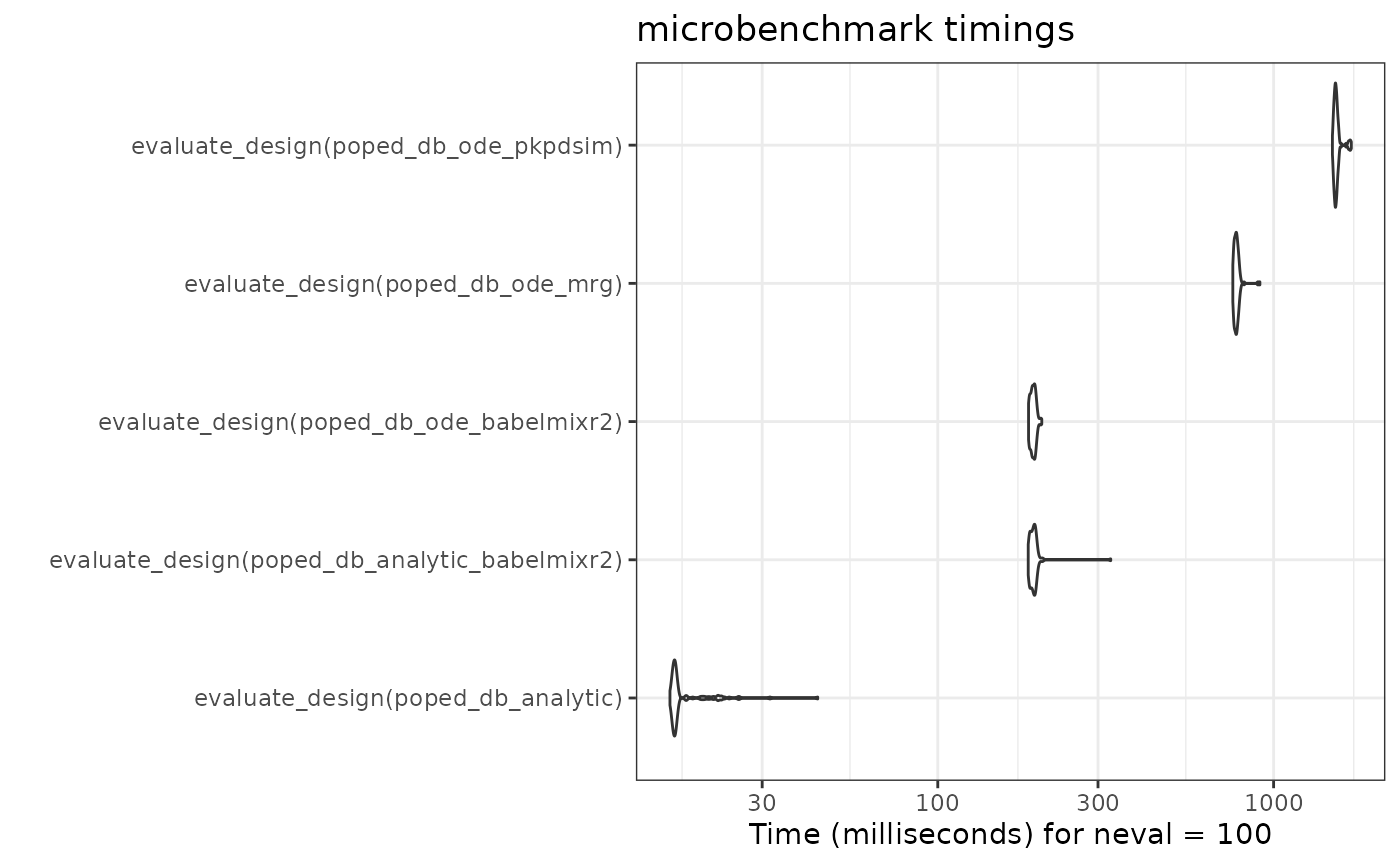 microbenchmark timings
evaluate_design(poped_db_ode_pkpdsim)
evaluate_design(poped_db_ode_mrg)
evaluate_design(poped_db_ode_babelmixr2)
evaluate_design(poped_db_analytic_babelmixr2)
evaluate_design(poped_db_analytic)
30 100 300 1000
Time (milliseconds) for neval = 100